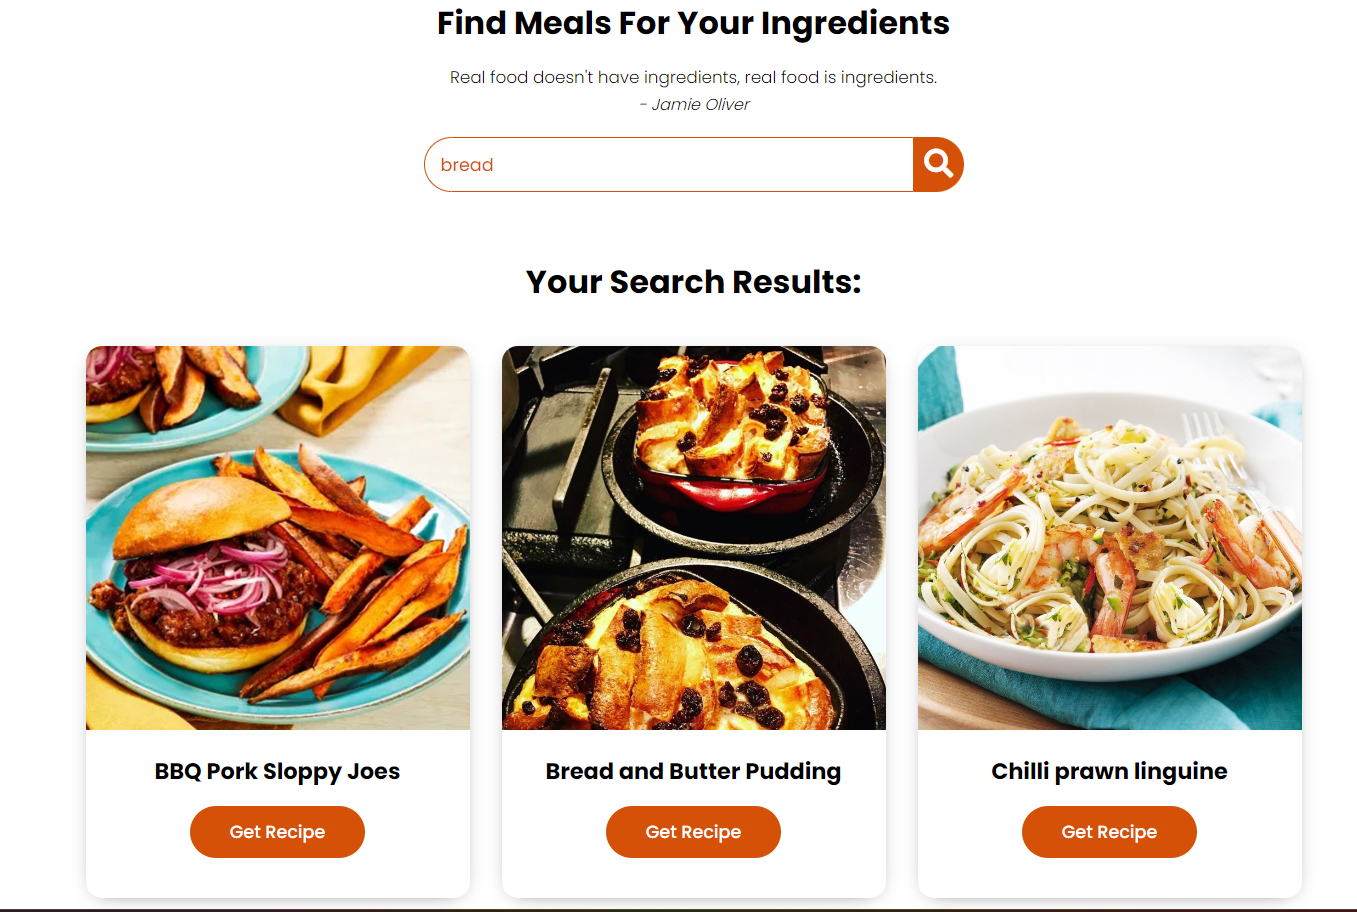 Find Meals For Your Ingredients
Real food doesn't have ingredients, real food is ingredients.
- Jamie Oliver
bread
Your Search Results:
BBQ Pork Sloppy Joes
Get Recipe
Bread and Butter Pudding
Get Recipe
Chilli prawn linguine
Get Recipe